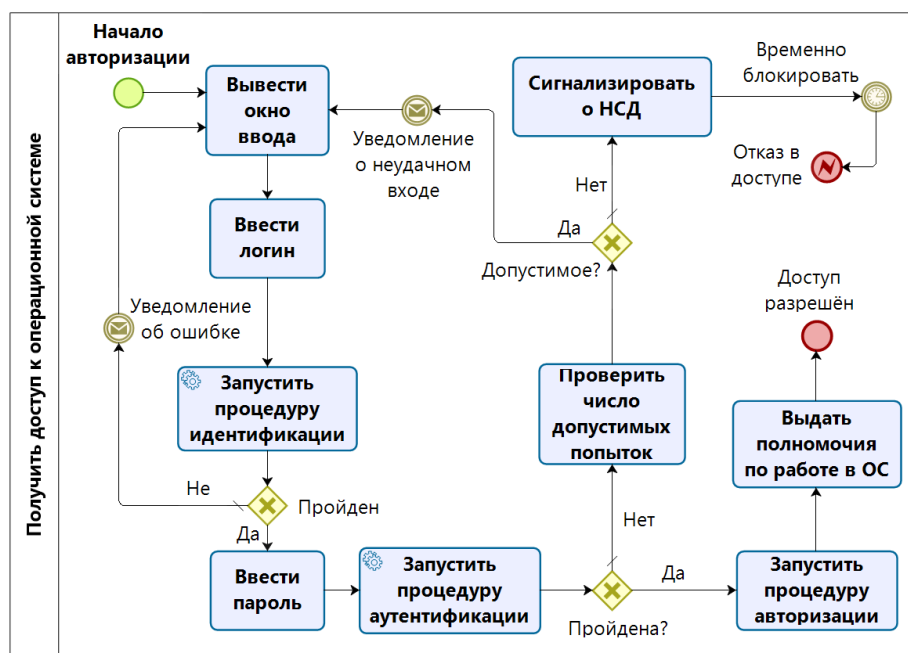 Получить доступ к операционной системе
Начало
авторизации
Вывести
окно
ввода
Уведомление
о неудачном
входе
Сигнализировать
о НСД
Временно
блокировать
Отказ в
доступе
Нет
Да
Допустимое?
Ввести
логин
Уведомление
об ошибке
Доступ
разрешён
Запустить
процедуру
идентификации
Проверить
число
допустимых
попыток
Выдать
полномочия
по работе в ОС
Не
Пройден
Да
Нет
Ввести
пароль
Запустить
процедуру
аутентификации
Да
Пройдена?
Запустить
процедуру
авторизации